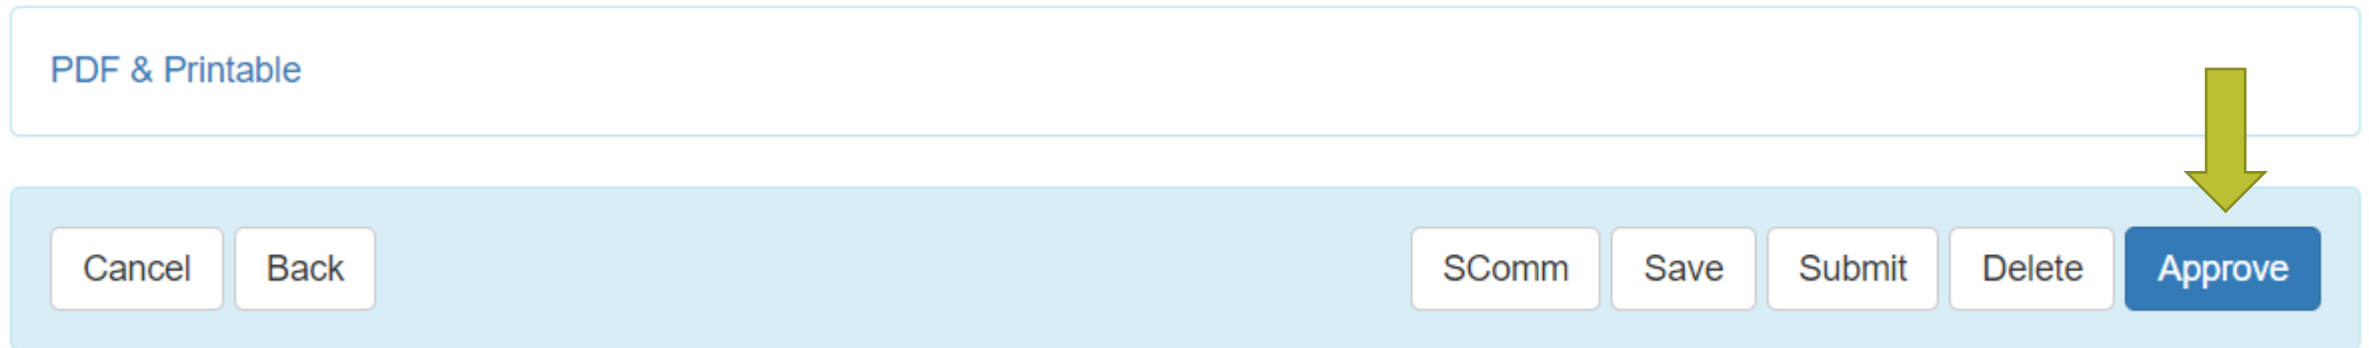 PDF & Printable
Cancel Back SComm Save Submit Delete Approve